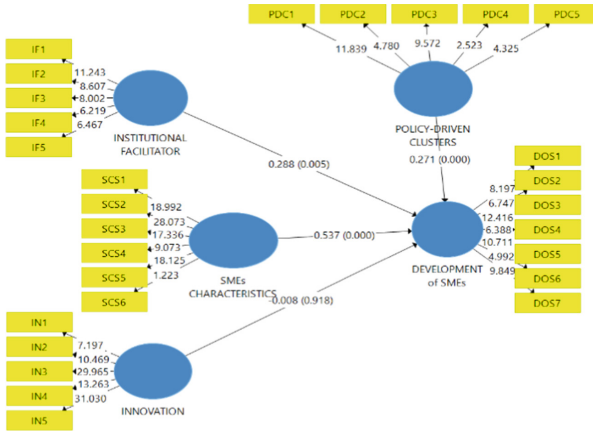 PDC1
PDC2
PDC3
PDC4
PDC5
11.839
4.780
9.572
2.523
4.325
POLICY-DRIVEN
CLUSTERS
0.271 (0.000)
IF1
IF2
IF3
IF4
IF5
11.243
8.607
8.002
6.219
6.467
INSTITUTIONAL
FACILITATOR
0.288 (0.005)
SCS1
SCS2
SCS3
SCS4
SCS5
SCS6
18.992
28.073
17.336
9.073
18.125
1.223
SMEs
CHARACTERISTICS
0.537 (0.000)
DOS1
DOS2
DOS3
DOS4
DOS5
DOS6
DOS7
8.197
6.747
12.416
6.388
10.711
4.992
9.849
DEVELOPMENT
of SMEs
-0.008 (0.918)
IN1
IN2
IN3
IN4
IN5
7.197
10.469
29.965
13.263
31.030
INNOVATION